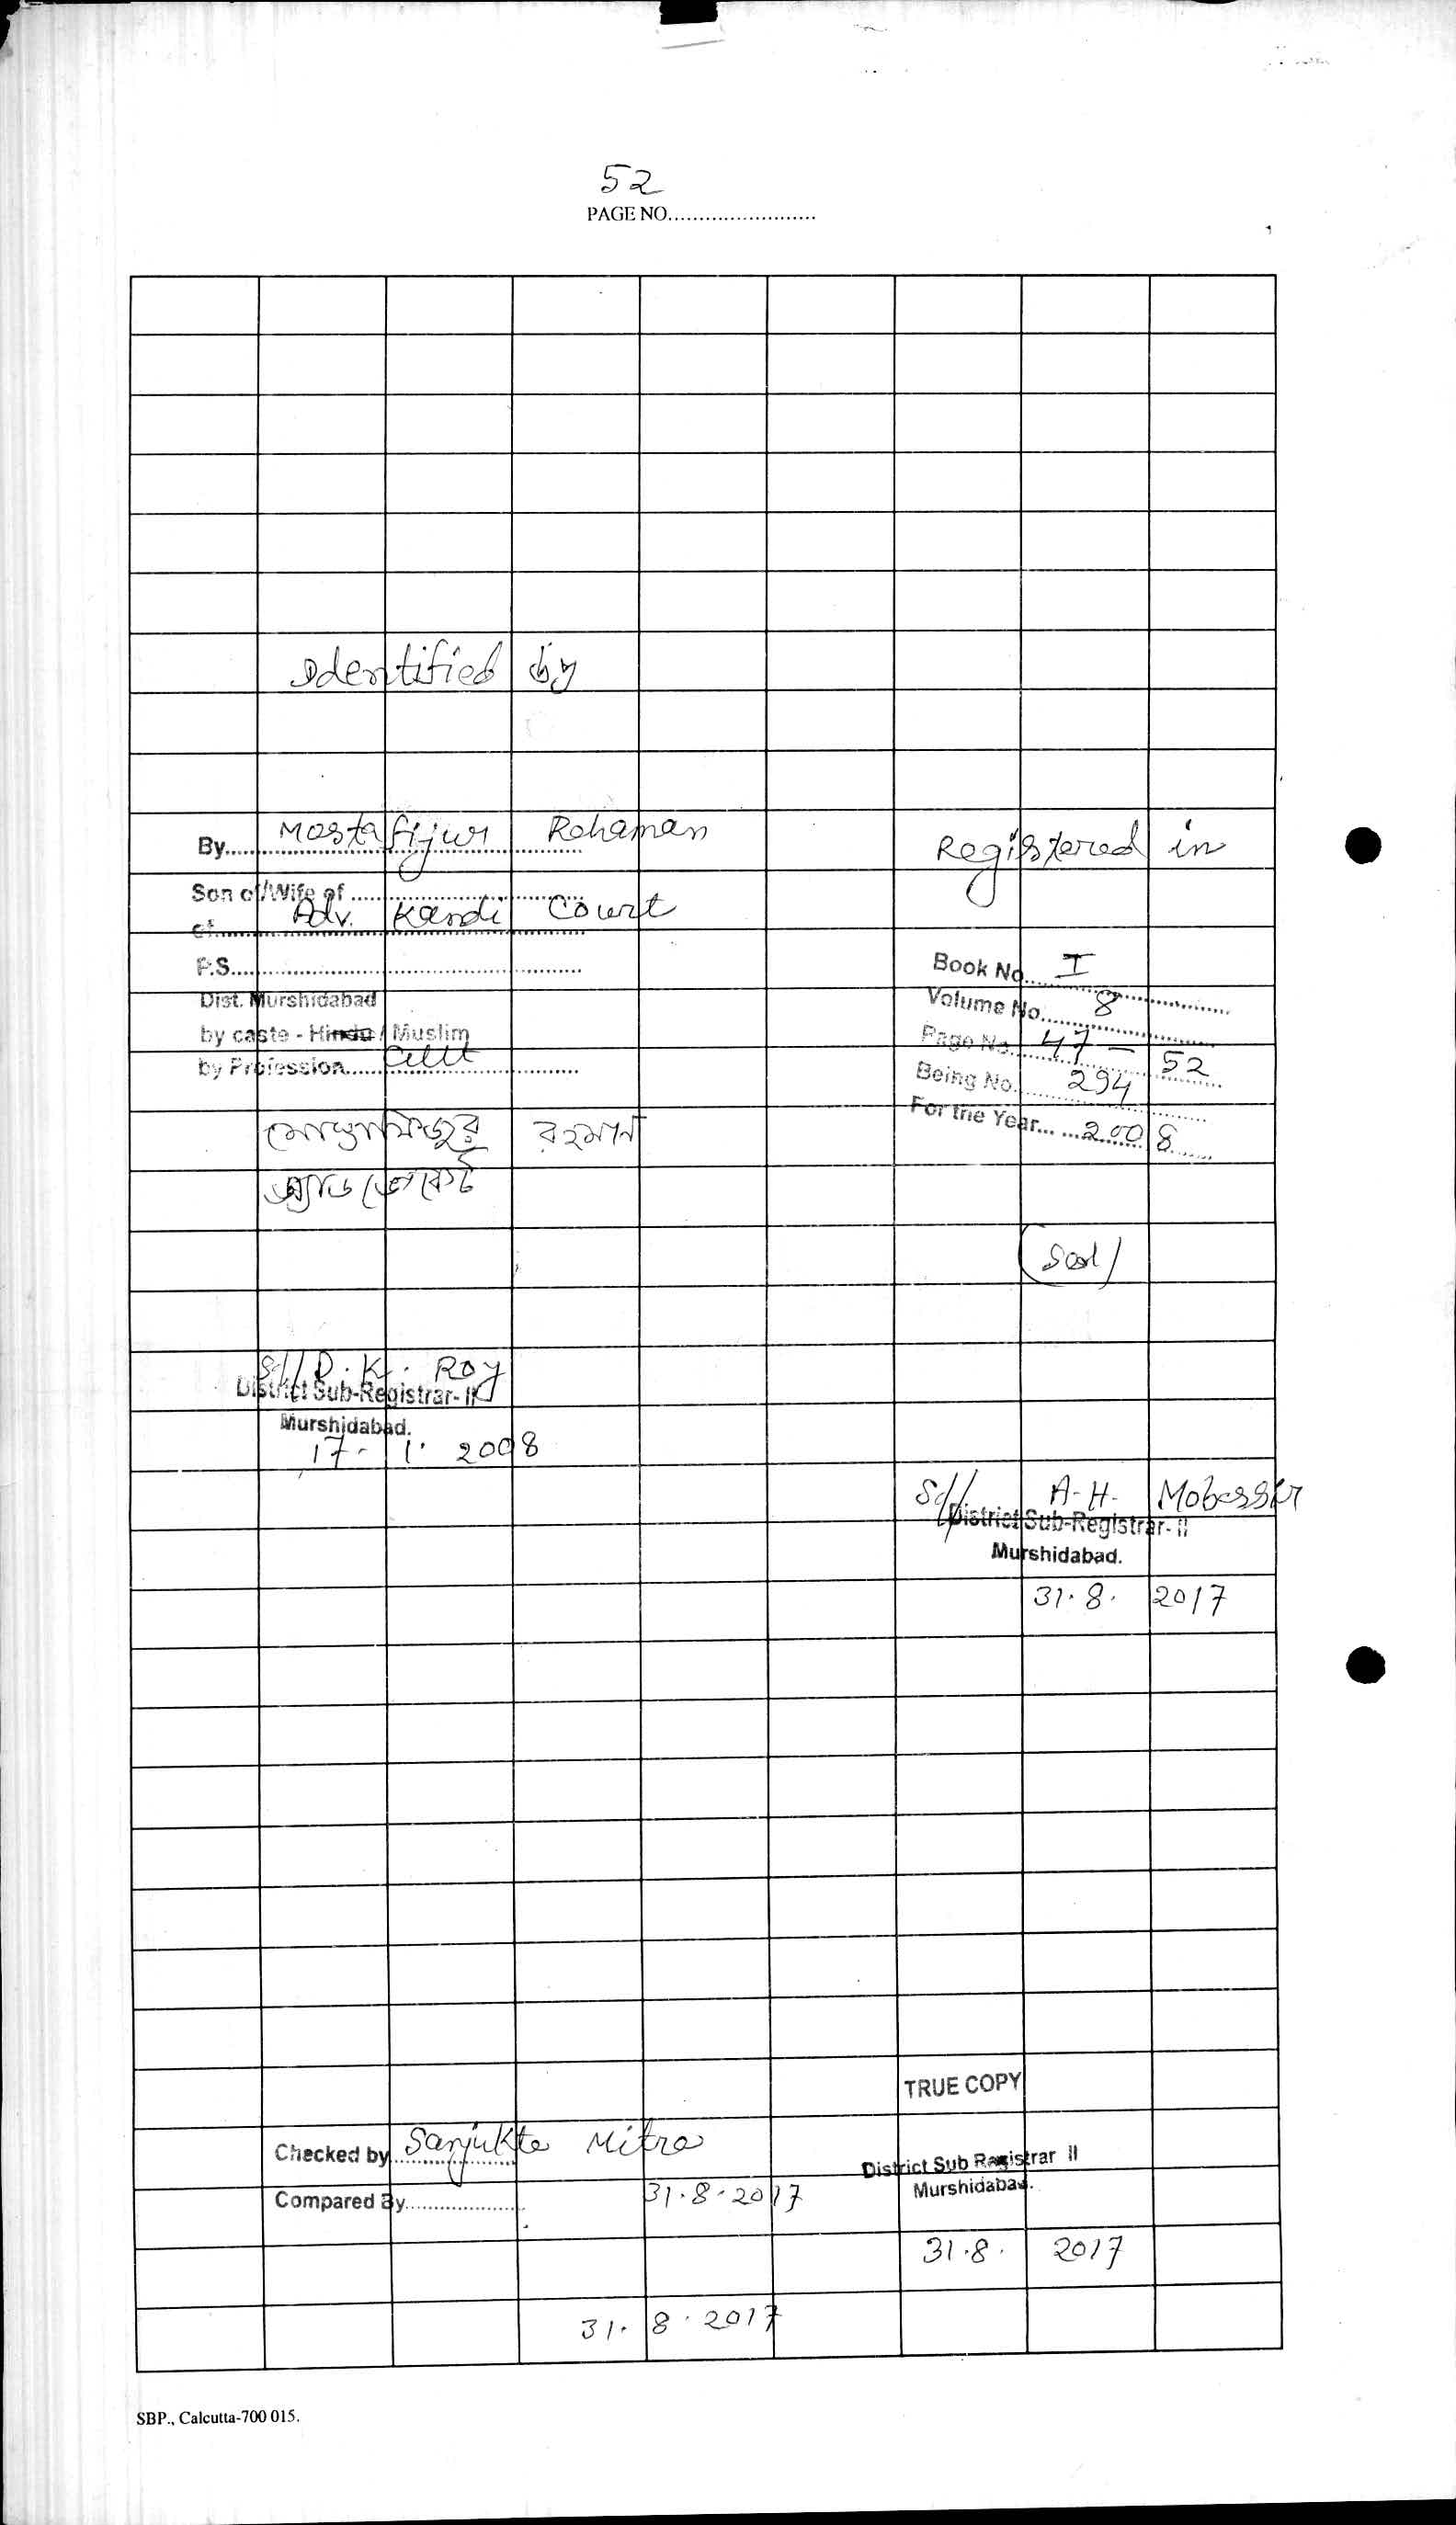 52
PAGE NO........................
Identified by
By Mostafijur Rohaman
Son of/Wife of
of Adv. Kandi Court
P.S.
Dist. Murshidabad
by caste - Hindu / Muslim
by Profession
মোস্তাফিজুর রহমান
অ্যাডভোকেট
Sd// D. K. Roy
District Sub-Registrar- II
Murshidabad.
17- 1. 2008
Registered in
Book No. I
Volume No. 8
Page No. 47 - 52
Being No. 294
For the Year... 2008
(Seal)
Sd// A-H- Mobassir
District Sub-Registrar- II
Murshidabad.
31. 8. 2017
TRUE COPY
Checked by Sanjukta Mitra
31.8.2017
Compared By
31. 8. 2017
District Sub Registrar II
Murshidabad.
31.8. 2017
SBP., Calcutta-700 015.